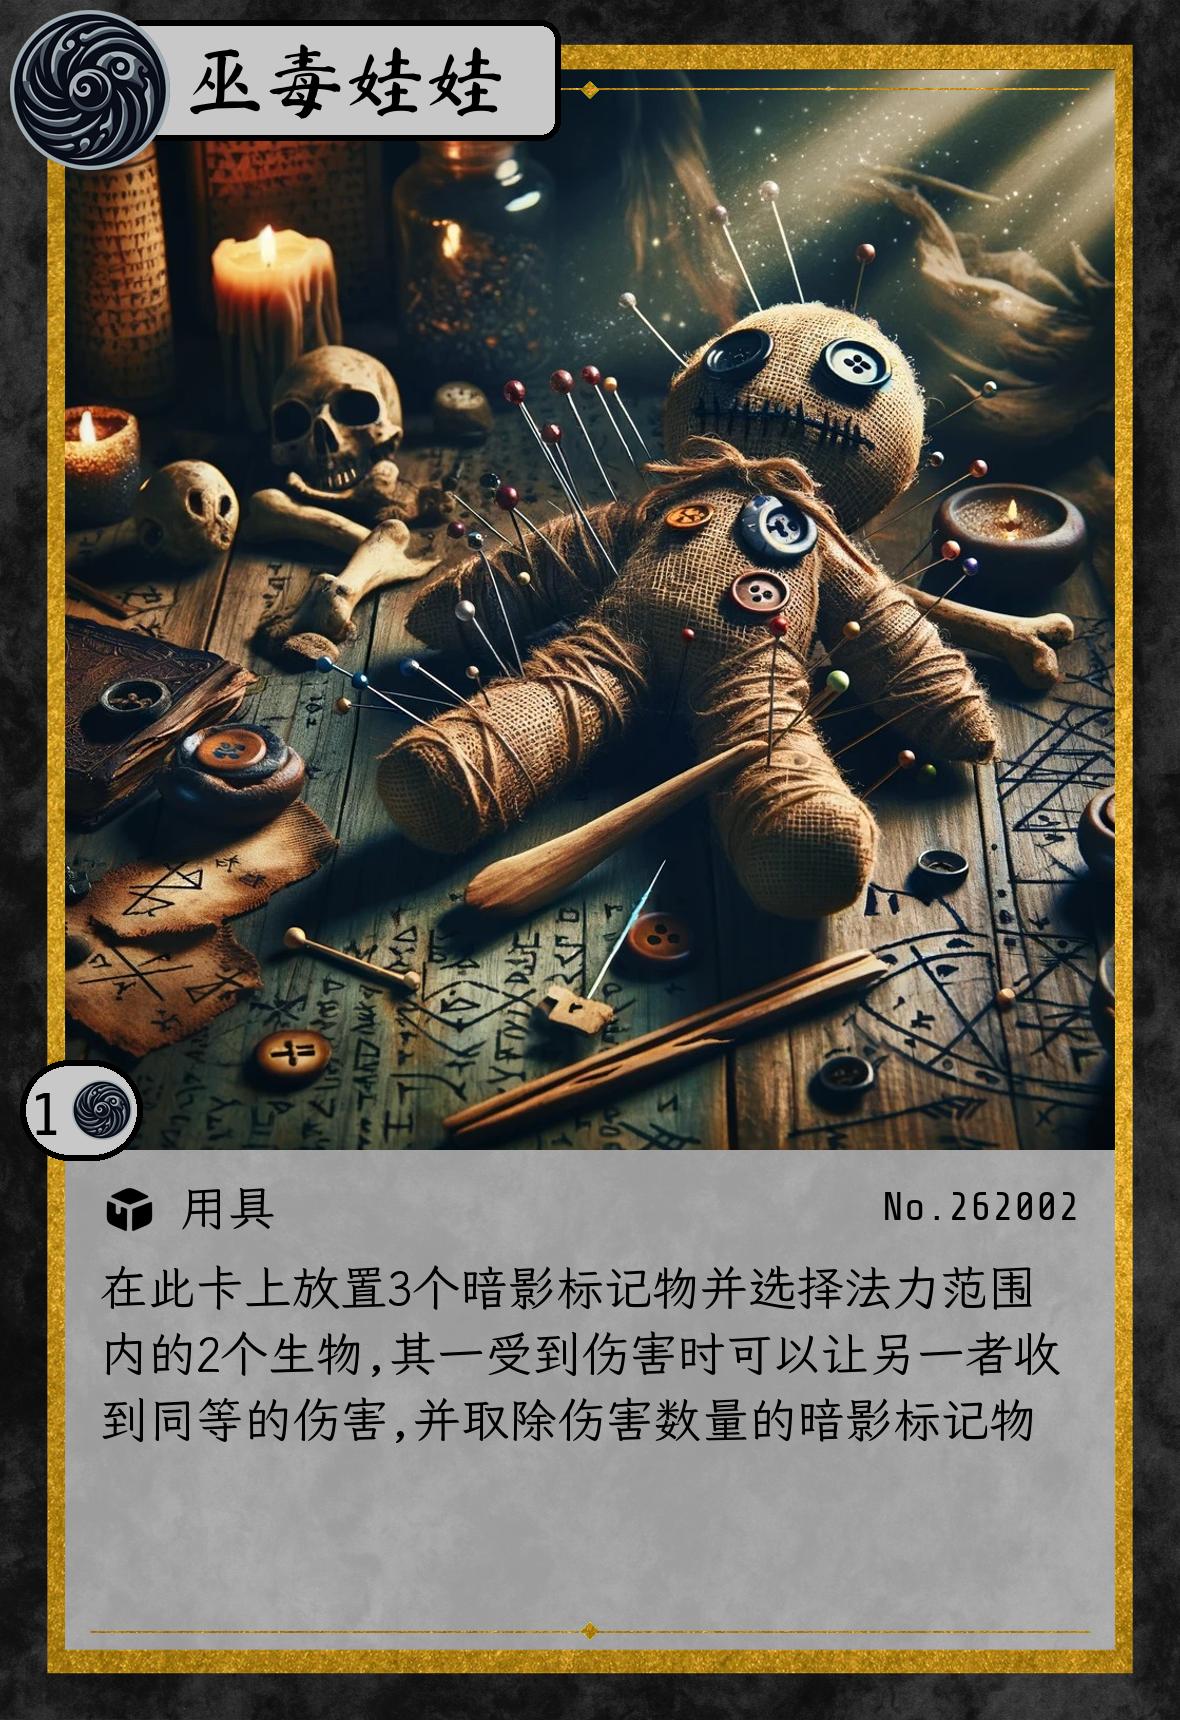 巫毒娃娃
1
用具
No.262002
在此卡上放置3个暗影标记物并选择法力范围
内的2个生物,其一受到伤害时可以让另一者收
到同等的伤害,并取除伤害数量的暗影标记物